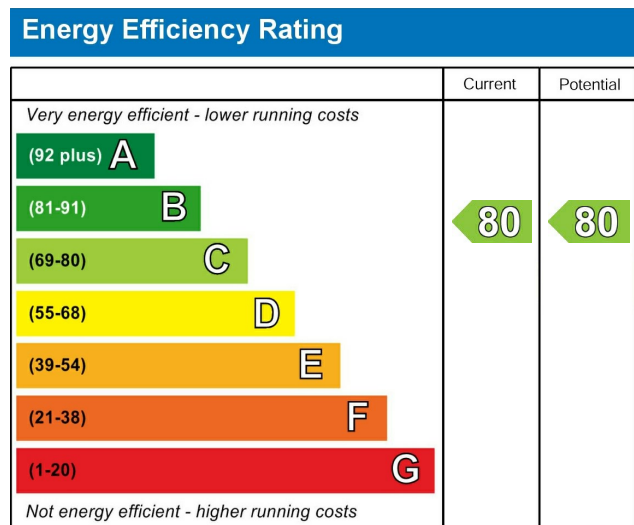 Energy Efficiency Rating
Current Potential
Very energy efficient - lower running costs
(92 plus) A
(81-91) B
80 80
(69-80) C
(55-68) D
(39-54) E
(21-38) F
(1-20) G
Not energy efficient - higher running costs